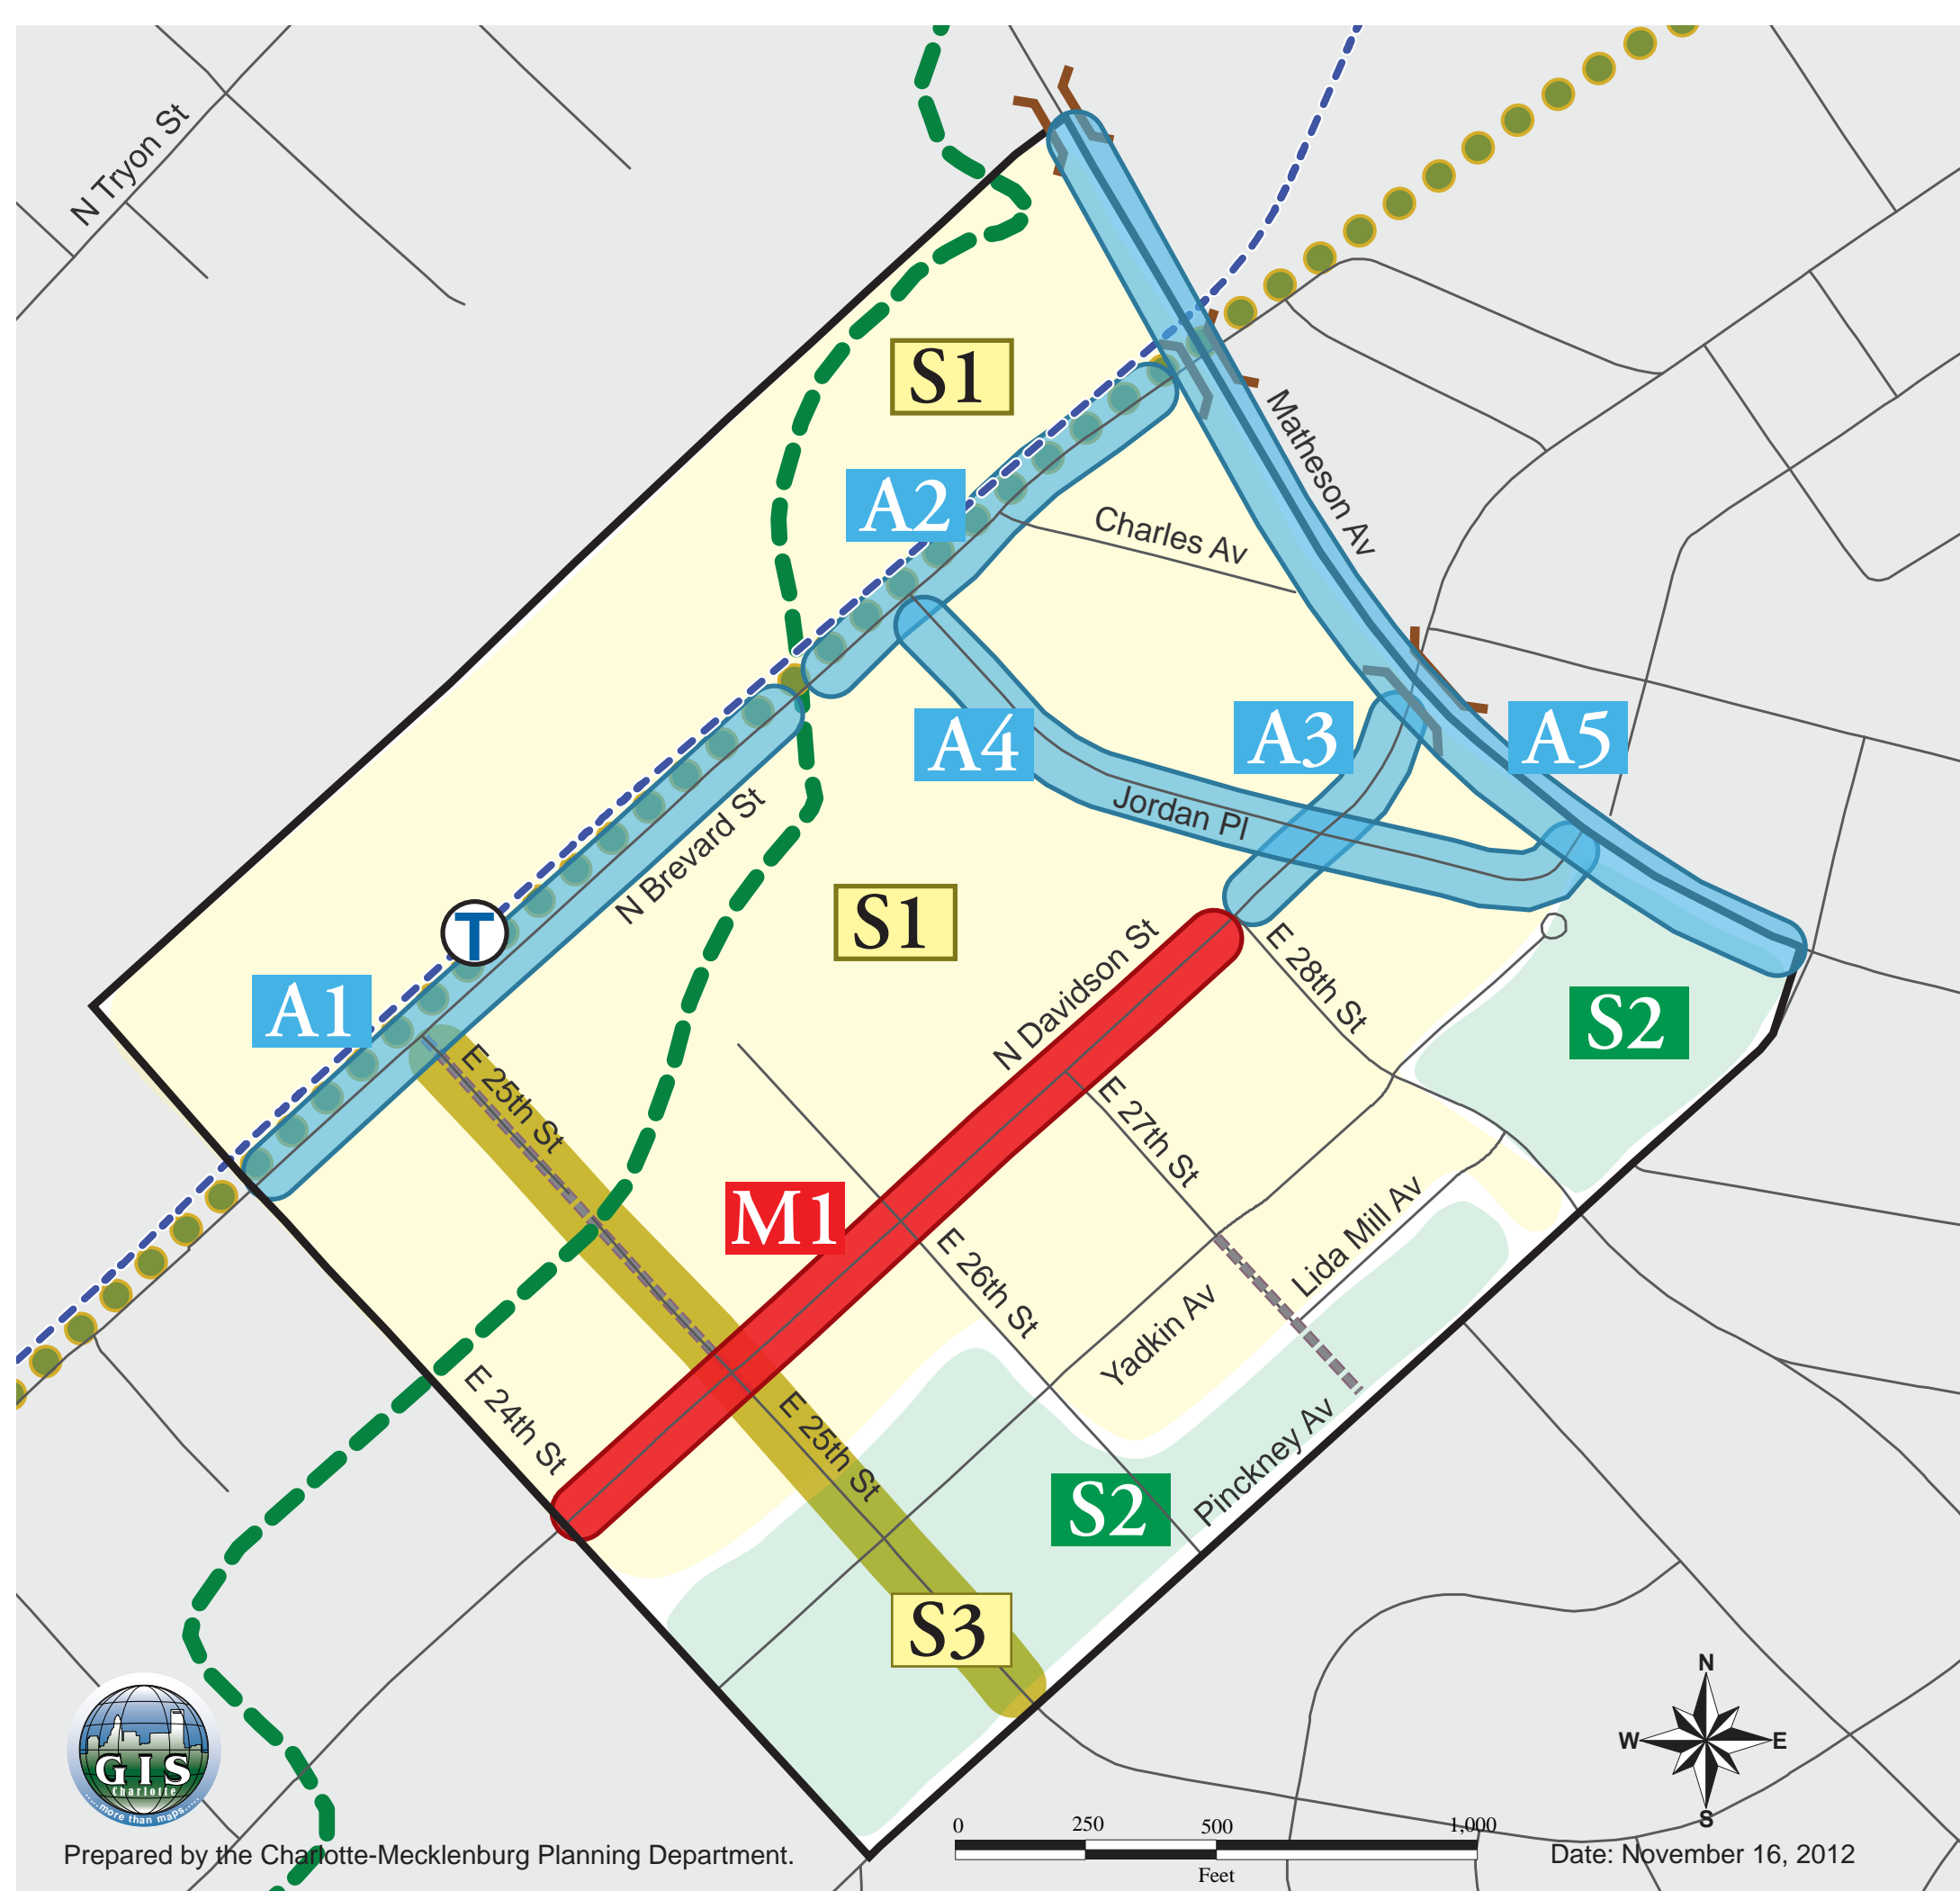 N Tryon St
S1
A2
Charles Av
Matheson Av
A4
A3
A5
Jordan Pl
N Brevard St
T
S1
A1
E 25th St
N Davidson St
E 28th St
S2
E 27th St
M1
E 26th St
Lida Mill Av
Yadkin Av
E 24th St
E 25th St
Pinckney Av
S2
S3
N
W
E
S
GIS
Charlotte
.....more than maps.....
0
250
500
1,000
Feet
Prepared by the Charlotte-Mecklenburg Planning Department.
Date: November 16, 2012